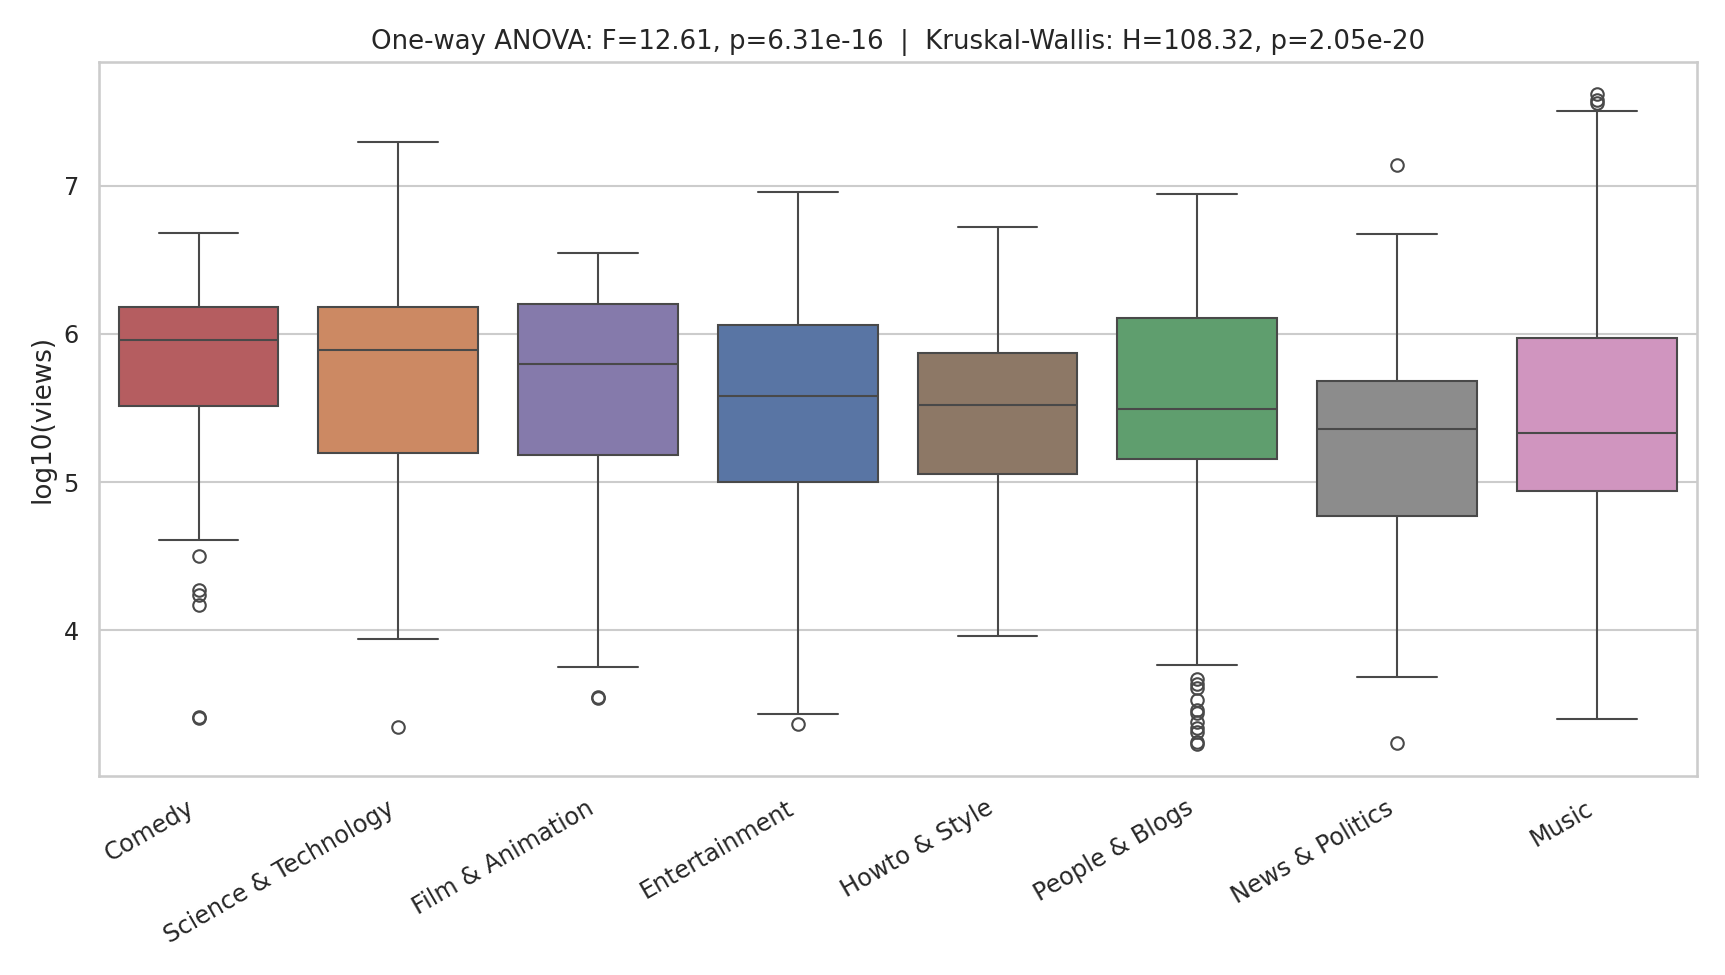 One-way ANOVA: F=12.61, p=6.31e-16 | Kruskal-Wallis: H=108.32, p=2.05e-20
log10(views)
7
6
5
4
Comedy
Science & Technology
Film & Animation
Entertainment
Howto & Style
People & Blogs
News & Politics
Music